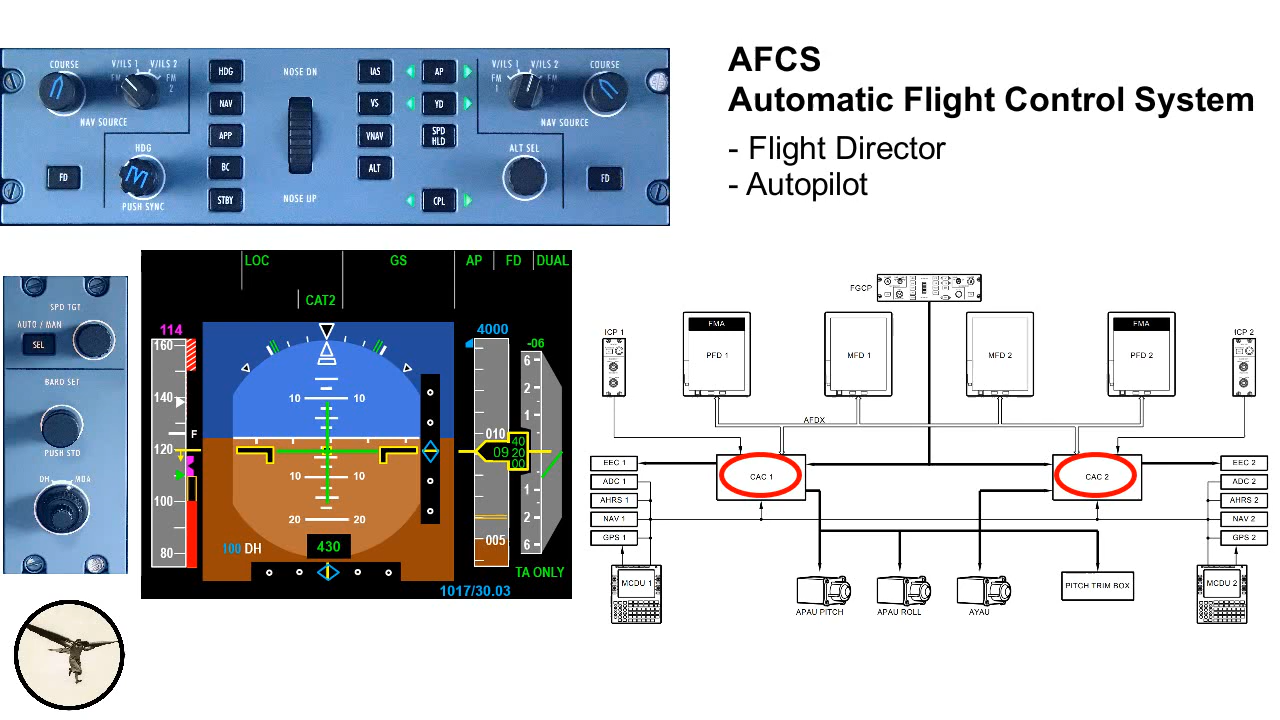 AFCS
Automatic Flight Control System
- Flight Director
- Autopilot
COURSE
V/ILS 1
V/ILS 2
FM
FM
2
NAV SOURCE
HDG
PUSH SYNC
FD
HDG
NAV
APP
BC
STBY
NOSE DN
NOSE UP
IAS
VS
VNAV
ALT
AP
YD
SPD
HLD
CPL
V/ILS 1
V/ILS 2
FM
1
FM
2
COURSE
NAV SOURCE
ALT SEL
FD
SPD TGT
AUTO / MAN
SEL
BARO SET
PUSH STD
DH
MDA
LOC
GS
AP
FD
DUAL
CAT2
114
160
140
120
100
80
F
10
10
10
10
20
20
100 DH
430
4000
010
09
40
20
00
005
-06
6
2
1
1
2
6
TA ONLY
1017/30.03
FGCP
ICP 1
FMA
PFD 1
MFD 1
MFD 2
FMA
PFD 2
ICP 2
AFDX
EEC 1
ADC 1
AHRS 1
NAV 1
GPS 1
MCDU 1
CAC 1
CAC 2
EEC 2
ADC 2
AHRS 2
NAV 2
GPS 2
MCDU 2
APAU PITCH
APAU ROLL
AYAU
PITCH TRIM BOX